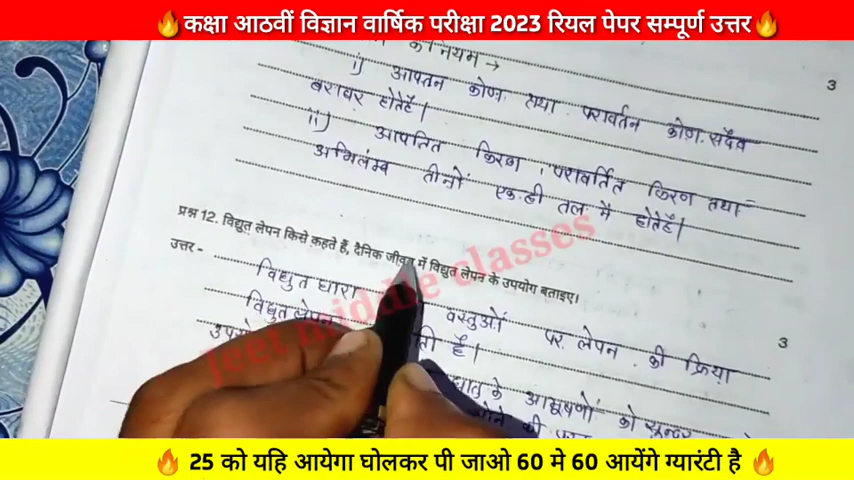 🔥कक्षा आठवीं विज्ञान वार्षिक परीक्षा 2023 रियल पेपर सम्पूर्ण उत्तर🔥
नियम →
3
i) आपतन कोण तथा परावर्तन कोण सदैव
बराबर होतेहैं।
ii) आपतित किरण, परावर्तित किरण तथा
अभिलंम्ब तीनों एक ही तल में होतेहैं।
प्रश्न 12. विद्युत लेपन किसे कहते हैं, दैनिक जीवन में विद्युत लेपन के उपयोग बताइए।
उत्तर -
3
विद्युत धारा वस्तुओं पर लेपन की क्रिया
विद्युत लेपन है।
के आभूषणों को सुन्दर
Jeet middle classes
🔥 25 को यहि आयेगा घोलकर पी जाओ 60 मे 60 आयेंगे ग्यारंटी है 🔥